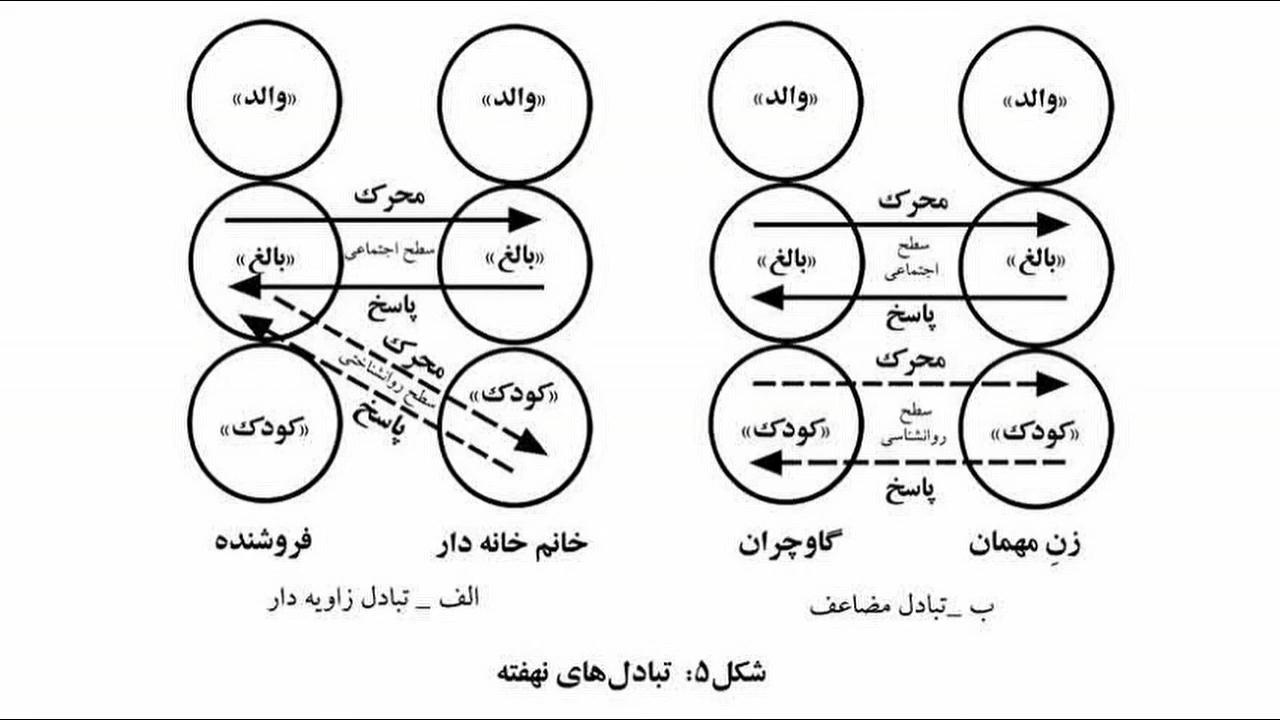 «والد»
«والد»
محرک
«بالغ»
سطح اجتماعی
«بالغ»
پاسخ
محرک
سطح روانشناختی
پاسخ
«کودک»
«کودک»
فروشنده
خانم خانه دار
الف _ تبادل زاویه دار
«والد»
«والد»
محرک
«بالغ»
سطح
اجتماعی
«بالغ»
پاسخ
محرک
«کودک»
سطح
روانشناسی
«کودک»
پاسخ
گاوچران
زنِ مهمان
ب _تبادل مضاعف
شکل۵: تبادل‌های نهفته